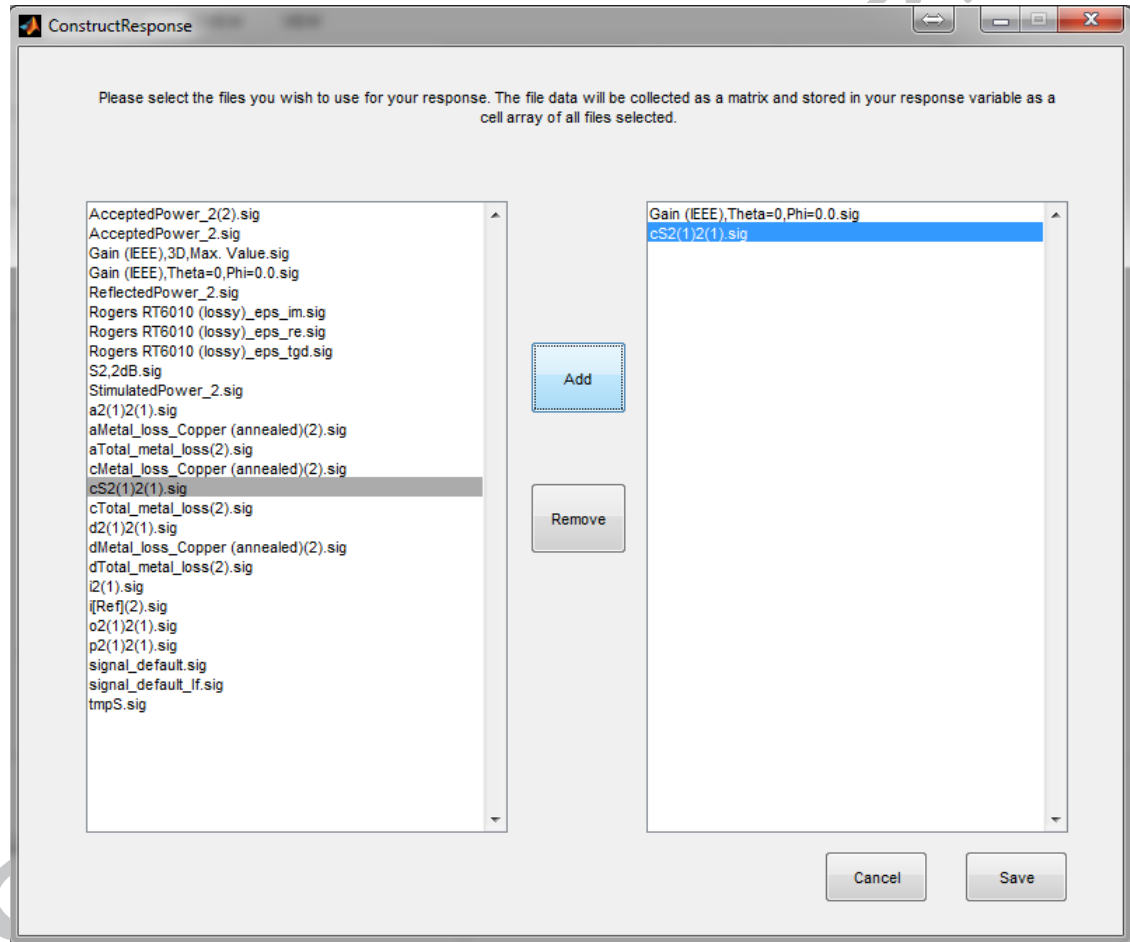 ConstructResponse
Please select the files you wish to use for your response. The file data will be collected as a matrix and stored in your response variable as a
cell array of all files selected.
AcceptedPower_2(2).sig
AcceptedPower_2.sig
Gain (IEEE),3D,Max. Value.sig
Gain (IEEE),Theta=0,Phi=0.0.sig
ReflectedPower_2.sig
Rogers RT6010 (lossy)_eps_im.sig
Rogers RT6010 (lossy)_eps_re.sig
Rogers RT6010 (lossy)_eps_tgd.sig
S2,2dB.sig
StimulatedPower_2.sig
a2(1)2(1).sig
aMetal_loss_Copper (annealed)(2).sig
aTotal_metal_loss(2).sig
cMetal_loss_Copper (annealed)(2).sig
cS2(1)2(1).sig
cTotal_metal_loss(2).sig
d2(1)2(1).sig
dMetal_loss_Copper (annealed)(2).sig
dTotal_metal_loss(2).sig
i2(1).sig
i[Ref](2).sig
o2(1)2(1).sig
p2(1)2(1).sig
signal_default.sig
signal_default_lf.sig
tmpS.sig
Add
Remove
Gain (IEEE),Theta=0,Phi=0.0.sig
cS2(1)2(1).sig
Cancel
Save